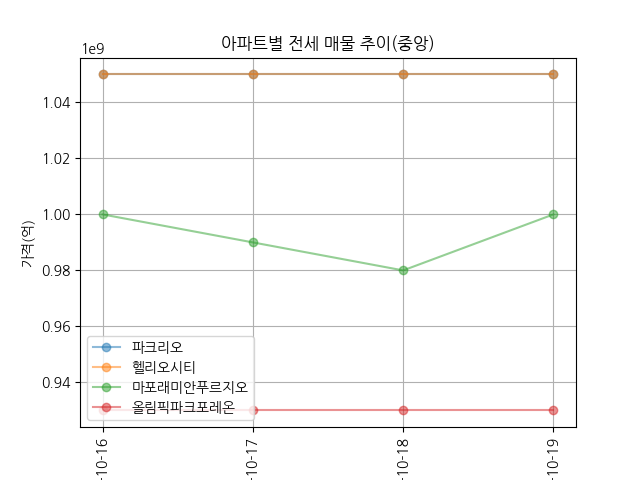 아파트별 전세 매물 추이(중앙)
1e9
1.04
1.02
1.00
0.98
0.96
0.94
가격(억)
파크리오
헬리오시티
마포래미안푸르지오
올림픽파크포레온
-10-16
-10-17
-10-18
-10-19